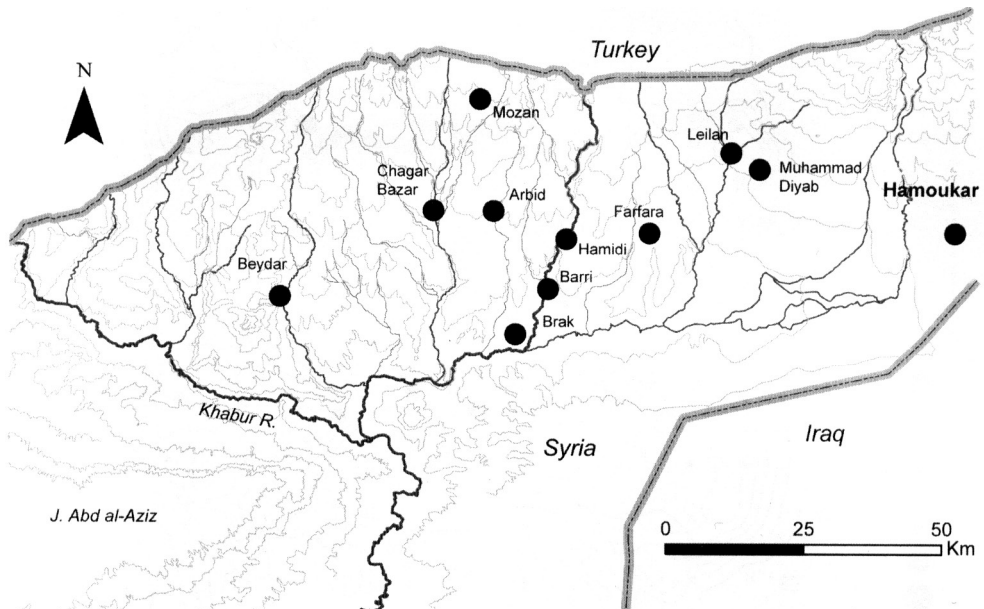 Turkey
N
Mozan
Leilan
Muhammad
Diyab
Chagar
Bazar
Arbid
Hamoukar
Farfara
Hamidi
Beydar
Barri
Brak
Khabur R.
Syria
Iraq
J. Abd al-Aziz
0 25 50
Km